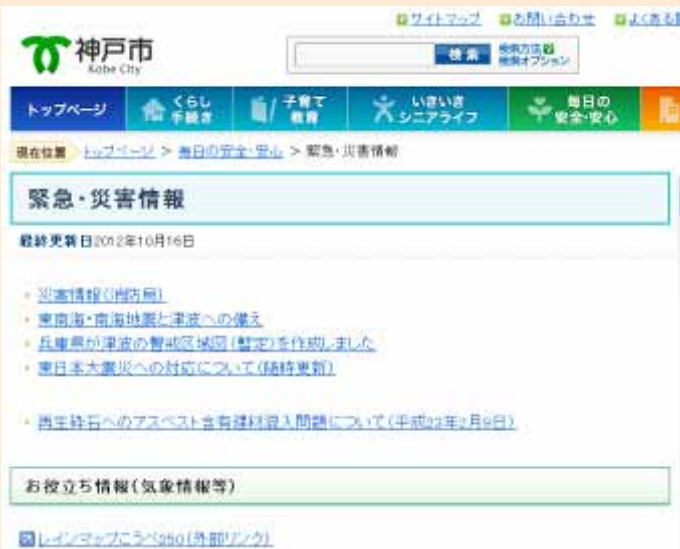 サイトマップ お問い合わせ よくある
神戸市
Kobe City
検索 検索方法 検索オプション
トップページ くらし 手続き 子育て 教育 いきいき シニアライフ 毎日の 安全・安心
現在位置 トップページ > 毎日の安全・安心 > 緊急・災害情報
緊急・災害情報
最終更新日2012年10月16日
災害情報(消防局)
東南海・南海地震と津波への備え
兵庫県が津波の警戒区域図(暫定)を作成しました
東日本大震災への対応について(随時更新)
再生砕石へのアスベスト含有建材混入問題について(平成22年2月9日)
お役立ち情報(気象情報等)
レインマップこうべ250(外部リンク)